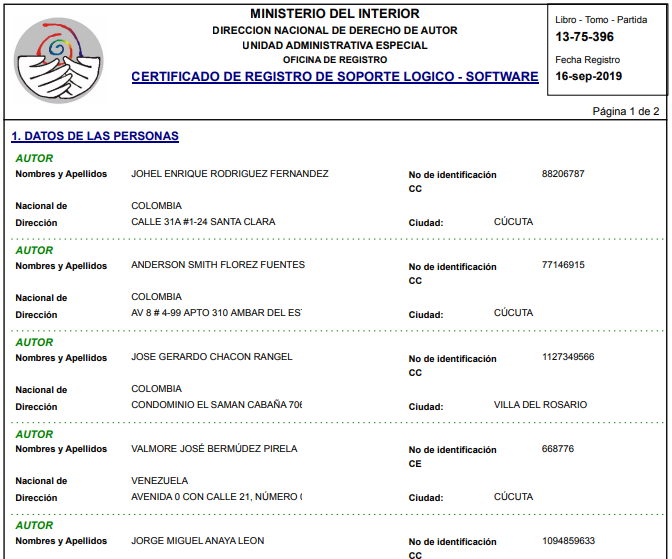 MINISTERIO DEL INTERIOR
DIRECCION NACIONAL DE DERECHO DE AUTOR
UNIDAD ADMINISTRATIVA ESPECIAL
OFICINA DE REGISTRO
CERTIFICADO DE REGISTRO DE SOPORTE LOGICO - SOFTWARE
Libro - Tomo - Partida
13-75-396
Fecha Registro
16-sep-2019
Página 1 de 2
1. DATOS DE LAS PERSONAS
AUTOR
Nombres y Apellidos JOHEL ENRIQUE RODRIGUEZ FERNANDEZ No de identificación 88206787
CC
Nacional de COLOMBIA
Dirección CALLE 31A #1-24 SANTA CLARA Ciudad: CÚCUTA
AUTOR
Nombres y Apellidos ANDERSON SMITH FLOREZ FUENTES No de identificación 77146915
CC
Nacional de COLOMBIA
Dirección AV 8 # 4-99 APTO 310 AMBAR DEL ES Ciudad: CÚCUTA
AUTOR
Nombres y Apellidos JOSE GERARDO CHACON RANGEL No de identificación 1127349566
CC
Nacional de COLOMBIA
Dirección CONDOMINIO EL SAMAN CABAÑA 706 Ciudad: VILLA DEL ROSARIO
AUTOR
Nombres y Apellidos VALMORE JOSÉ BERMÚDEZ PIRELA No de identificación 668776
CE
Nacional de VENEZUELA
Dirección AVENIDA 0 CON CALLE 21, NÚMERO Ciudad: CÚCUTA
AUTOR
Nombres y Apellidos JORGE MIGUEL ANAYA LEON No de identificación 1094859633
CC